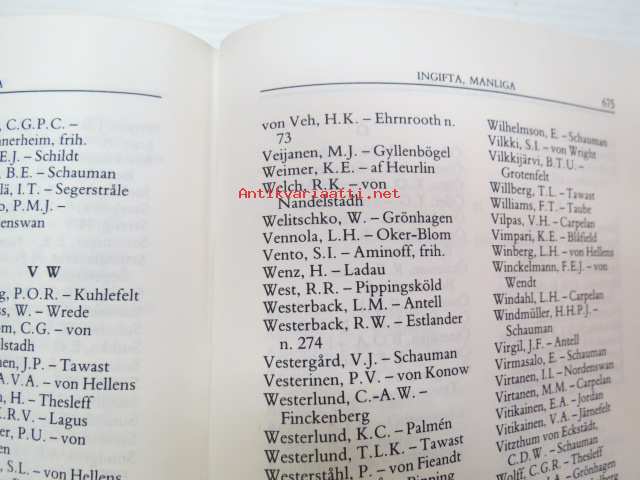 A
, C.G.P.C. –
nnerheim, frih.
E.J. – Schildt
, B.E. – Schauman
lä, I.T. – Segerstråle
o, P.M.J. –
denswan
V W
g, P.O.R. – Kuhlefelt
ss, W. – Wrede
om, C.G. – von
elstadh
nen, J.P. – Tawast
A.V.A. – von Hellens
n, H. – Thesleff
E.R.V. – Lagus
er, P.U. – von
en
, S.L. – von Hellens
INGIFTA, MANLIGA
675
von Veh, H.K. – Ehrnrooth n.
73
Veijanen, M.J. – Gyllenbögel
Weimer, K.E. – af Heurlin
Welch, R.K. – von
Nandelstadh
Antikvariaatti.net
Welitschko, W. – Grönhagen
Vennola, L.H. – Oker-Blom
Vento, S.I. – Aminoff, frih.
Wenz, H. – Ladau
West, R.R. – Pippingsköld
Westerback, L.M. – Antell
Westerback, R.W. – Estlander
n. 274
Vestergård, V.J. – Schauman
Vesterinen, P.V. – von Konow
Westerlund, C.-A.W. –
Finckenberg
Westerlund, K.C. – Palmén
Westerlund, T.L.K. – Tawast
Westerståhl, P. – von Fieandt
Wilhelmson, E. – Schauman
Vilkki, S.I. – von Wright
Vilkkijärvi, B.T.U. –
Grotenfelt
Willberg, T.L. – Tawast
Williams, F.T. – Taube
Vilpas, V.H. – Carpelan
Vimpari, K.E. – Blåfield
Winberg, L.H. – von Hellens
Winckelmann, F.E.J. – von
Wendt
Windahl, L.H. – Carpelan
Windmüller, H.H.P.J. –
Schauman
Virgil, J.F. – Antell
Virmasalo, E. – Schauman
Virtanen, I.I. – Nordenswan
Virtanen, M.M. – Carpelan
Vitikainen, E.A. – Jordan
Vitikainen, V.A. – Järnefelt
Vitzthum von Eckstädt,
C.D.W. – Schauman
Wolff, C.G.R. – Thesleff